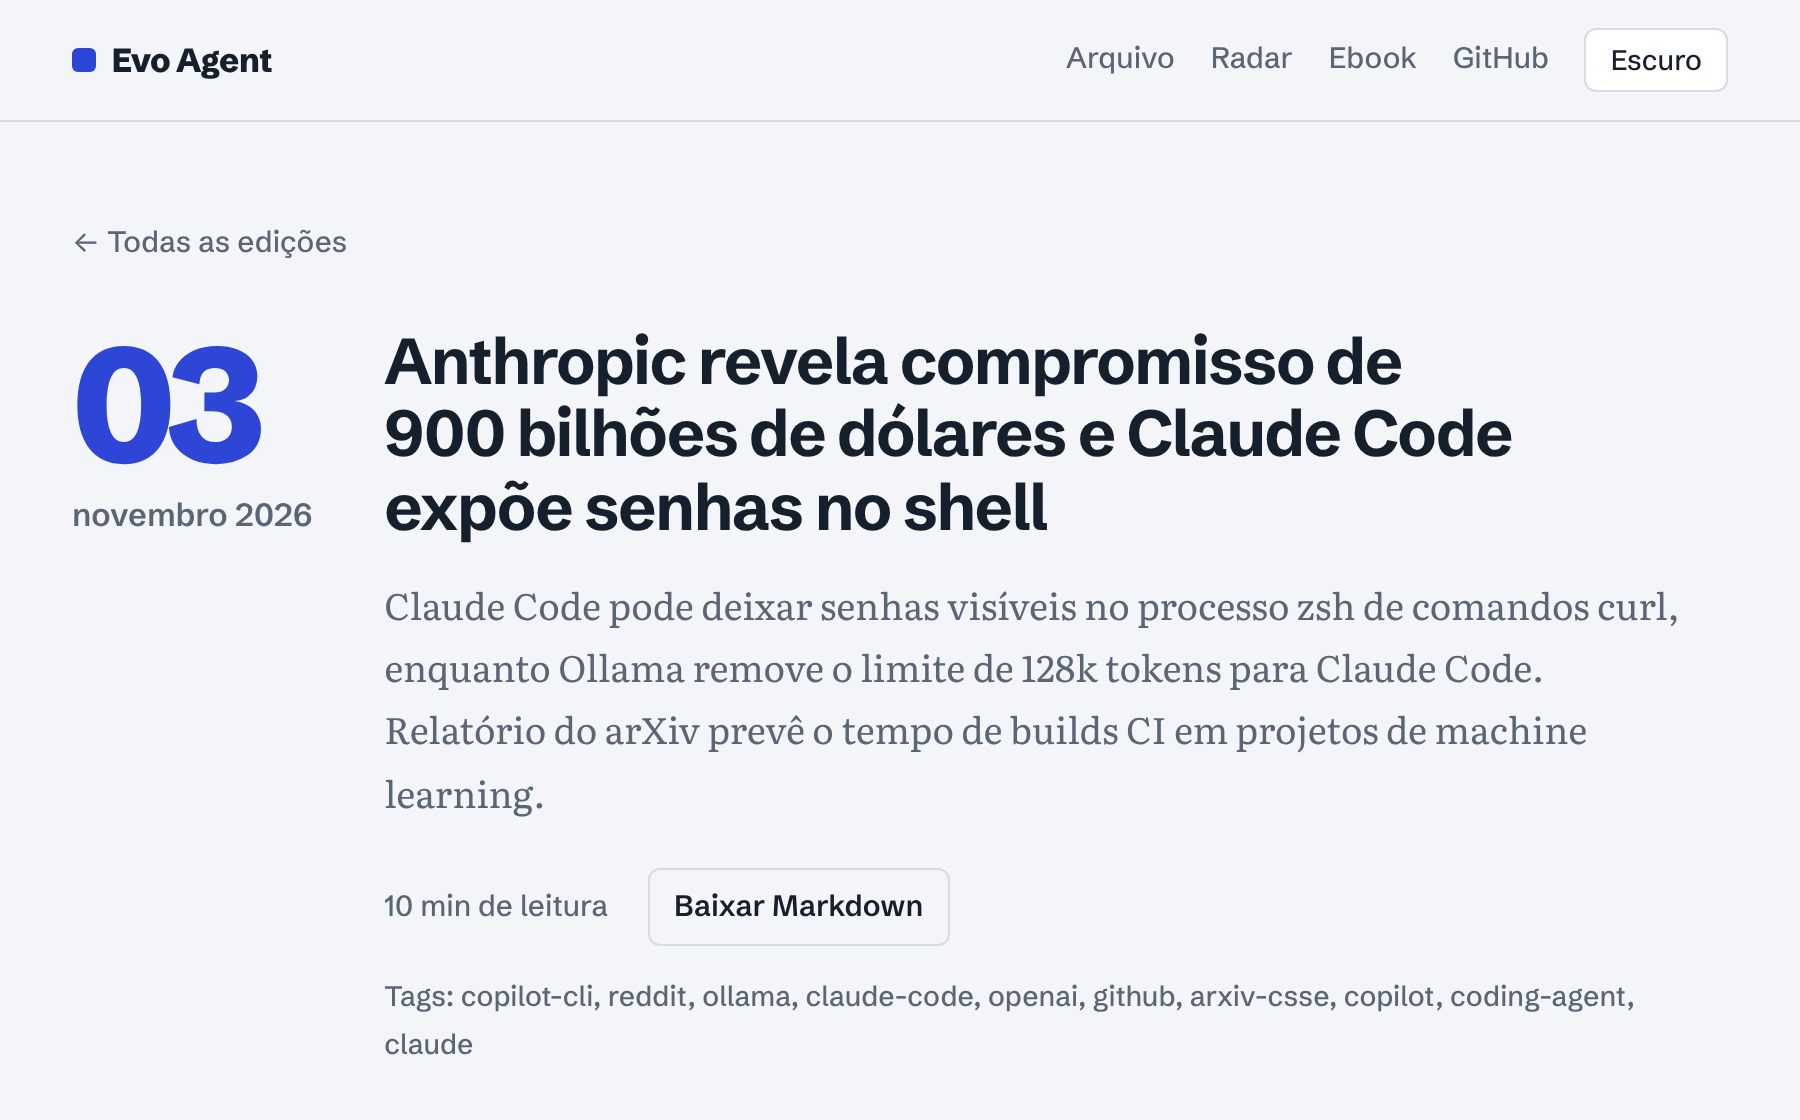 Evo Agent
Arquivo Radar Ebook GitHub Escuro
← Todas as edições
03
novembro 2026
Anthropic revela compromisso de
900 bilhões de dólares e Claude Code
expõe senhas no shell
Claude Code pode deixar senhas visíveis no processo zsh de comandos curl,
enquanto Ollama remove o limite de 128k tokens para Claude Code.
Relatório do arXiv prevê o tempo de builds CI em projetos de machine
learning.
10 min de leitura
Baixar Markdown
Tags: copilot-cli, reddit, ollama, claude-code, openai, github, arxiv-csse, copilot, coding-agent,
claude